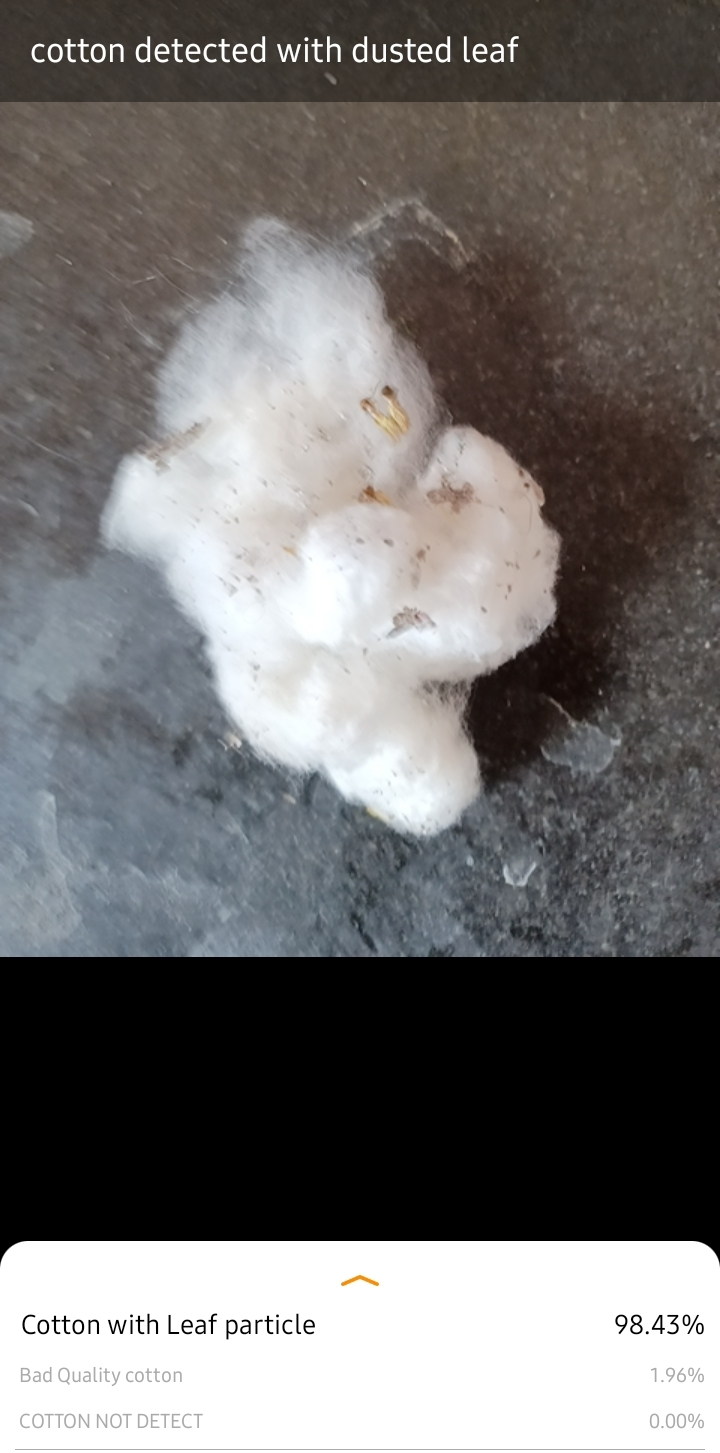 cotton detected with dusted leaf
Cotton with Leaf particle 98.43%
Bad Quality cotton 1.96%
COTTON NOT DETECT 0.00%